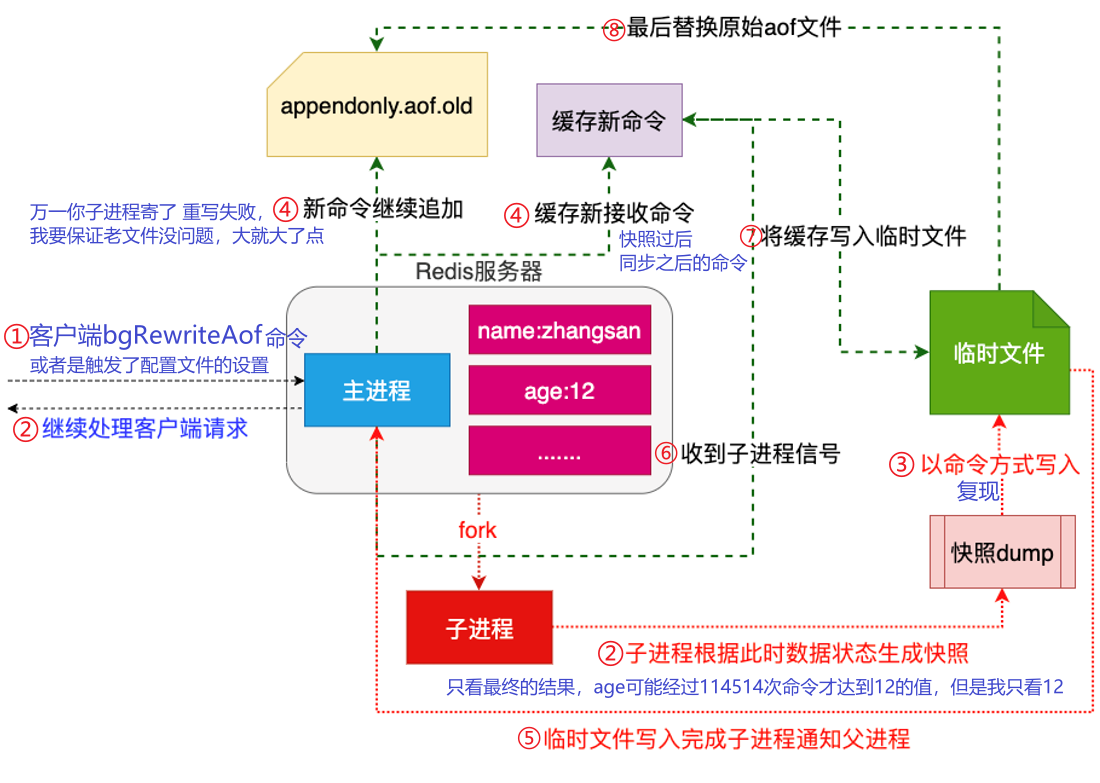 ⑧最后替换原始aof文件
appendonly.aof.old
缓存新命令
万一你子进程寄了 重写失败，
我要保证老文件没问题，大就大了点
④ 新命令继续追加
④ 缓存新接收命令
快照过后
同步之后的命令
⑦将缓存写入临时文件
Redis服务器
①客户端bgRewriteAof命令
或者是触发了配置文件的设置
name:zhangsan
主进程
age:12
临时文件
②继续处理客户端请求
.......
⑥收到子进程信号
③以命令方式写入
复现
fork
快照dump
子进程
②子进程根据此时数据状态生成快照
只看最终的结果，age可能经过114514次命令才达到12的值，但是我只看12
⑤临时文件写入完成子进程通知父进程